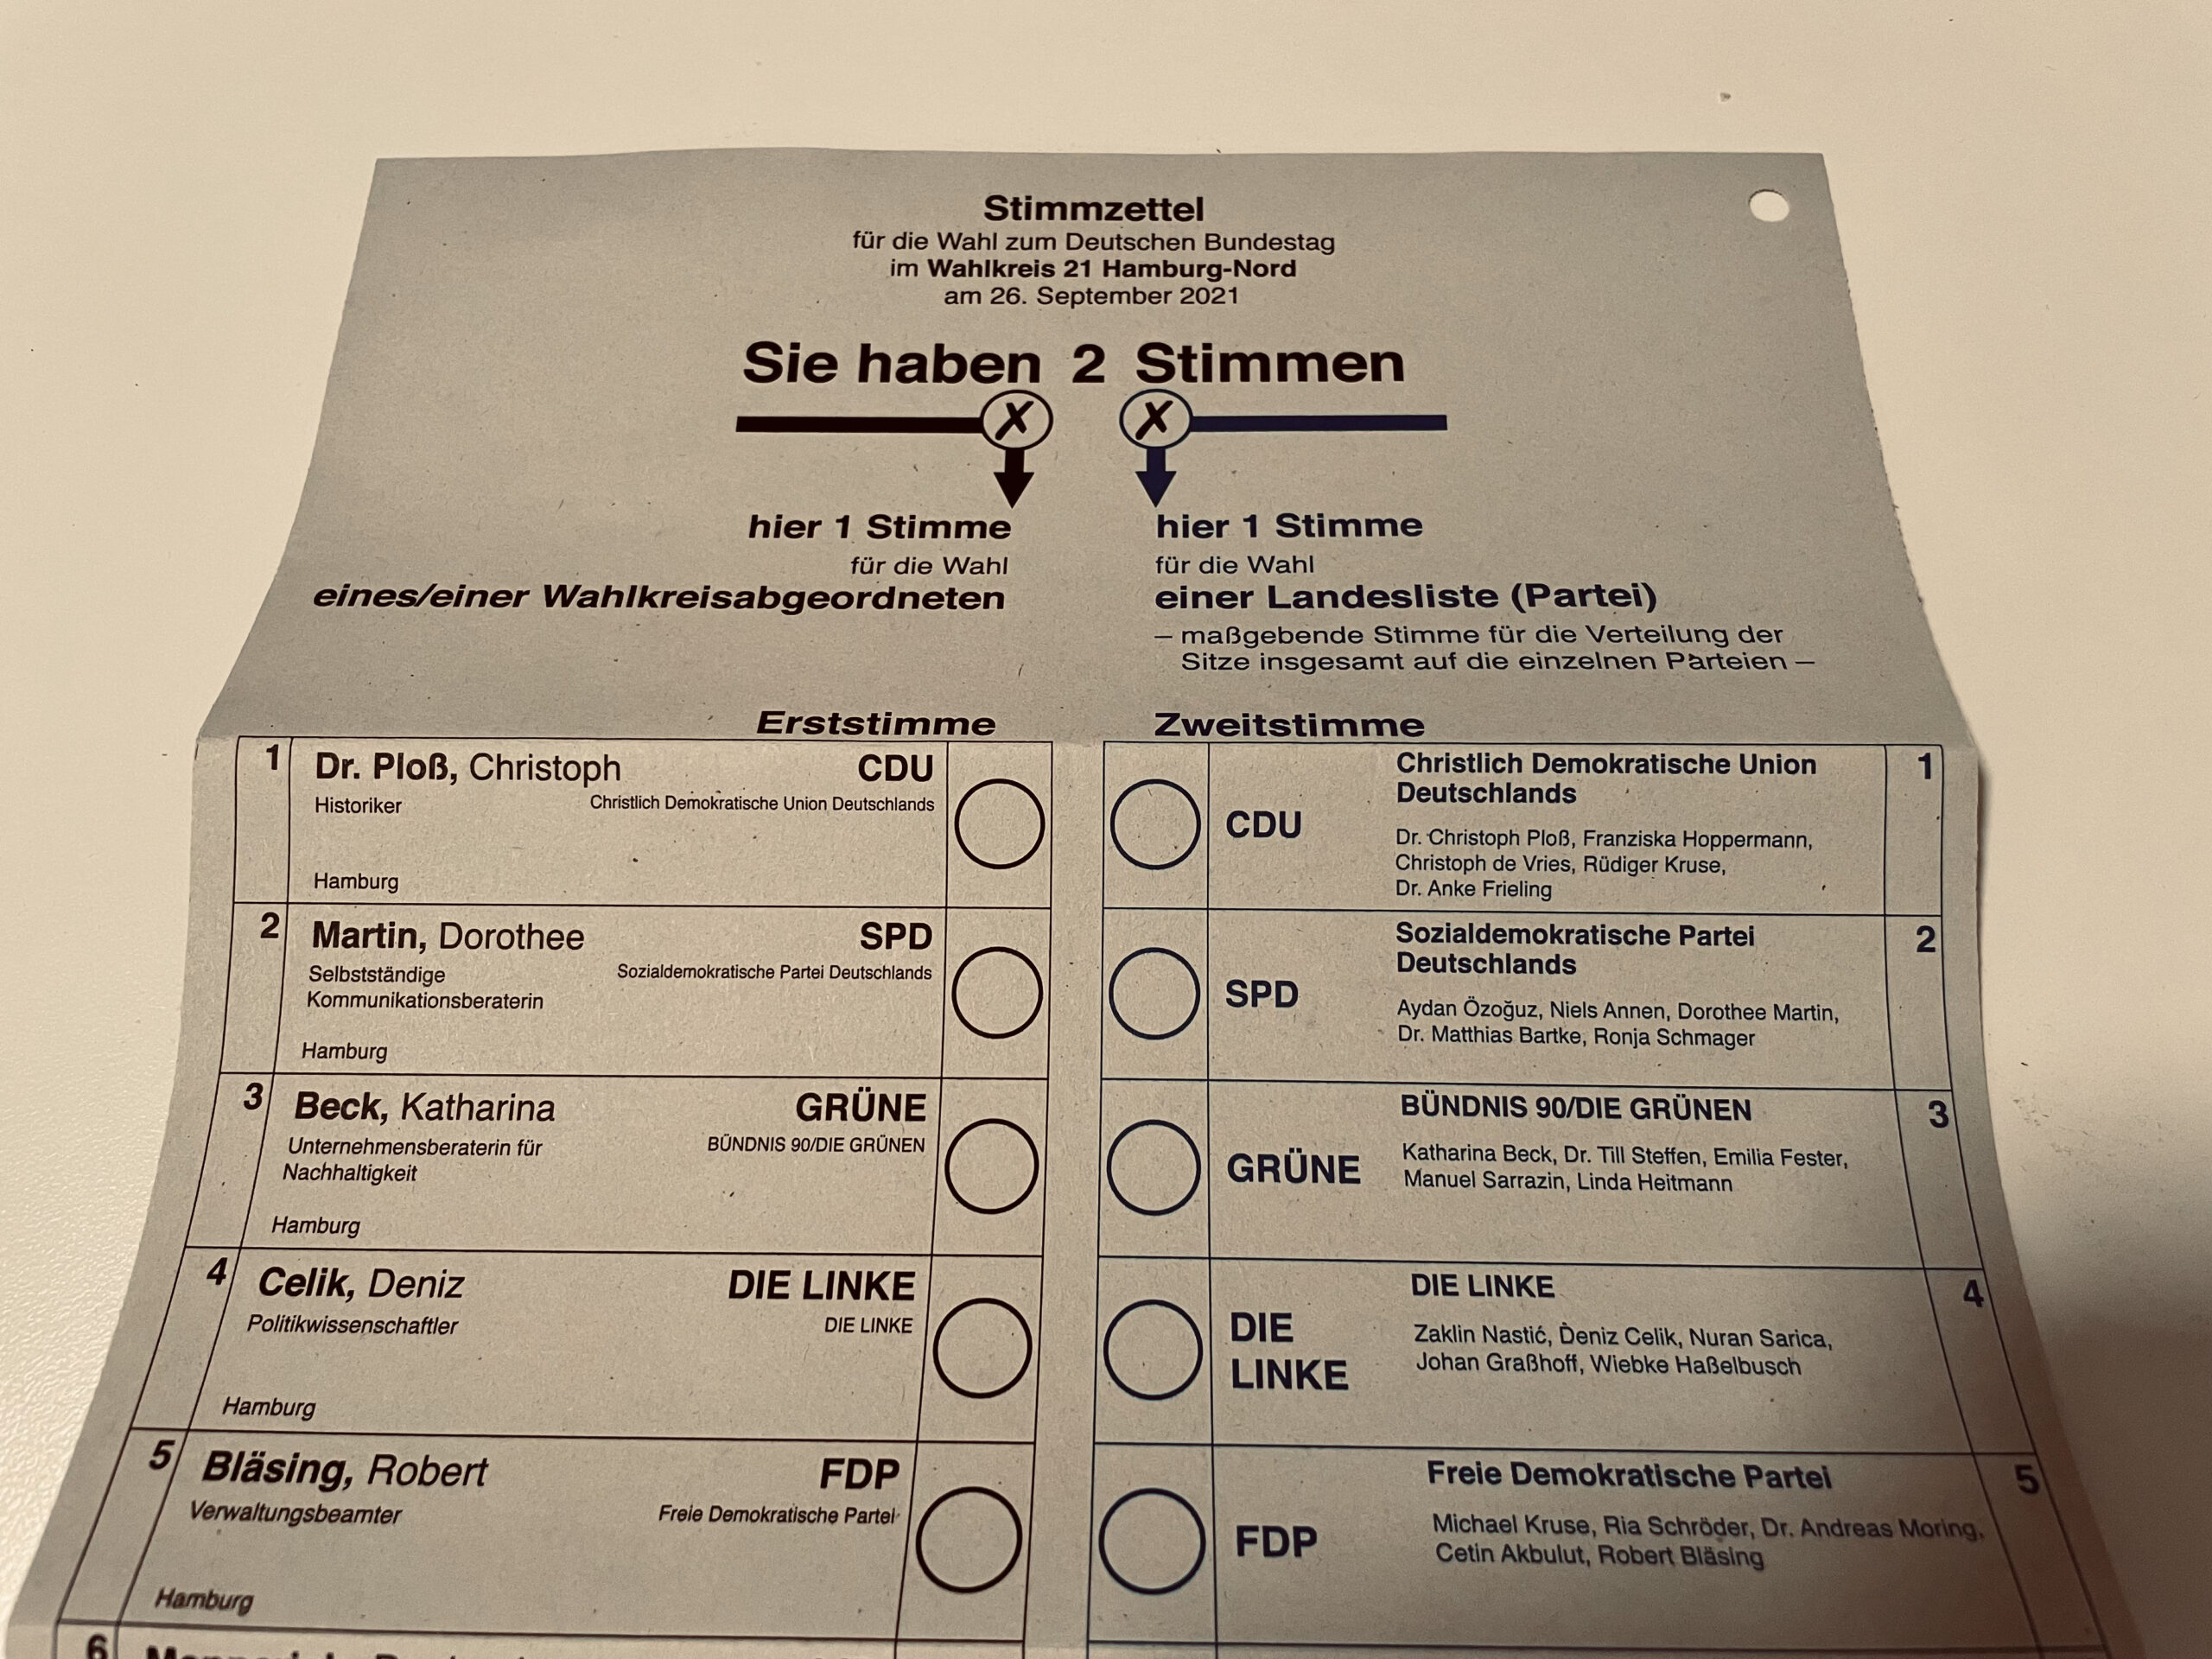 Stimmzettel
für die Wahl zum Deutschen Bundestag
im Wahlkreis 21 Hamburg-Nord
am 26. September 2021
Sie haben 2 Stimmen
X X
hier 1 Stimme
für die Wahl
eines/einer Wahlkreisabgeordneten
hier 1 Stimme
für die Wahl
einer Landesliste (Partei)
– maßgebende Stimme für die Verteilung der
Sitze insgesamt auf die einzelnen Parteien –
Erststimme
1 Dr. Ploß, Christoph CDU
Historiker Christlich Demokratische Union Deutschlands
Hamburg
2 Martin, Dorothee SPD
Selbstständige Sozialdemokratische Partei Deutschlands
Kommunikationsberaterin
Hamburg
3 Beck, Katharina GRÜNE
Unternehmensberaterin für BÜNDNIS 90/DIE GRÜNEN
Nachhaltigkeit
Hamburg
4 Celik, Deniz DIE LINKE
Politikwissenschaftler DIE LINKE
Hamburg
5 Bläsing, Robert FDP
Verwaltungsbeamter Freie Demokratische Partei
Hamburg
6
Zweitstimme
Christlich Demokratische Union 1
Deutschlands
CDU
Dr. Christoph Ploß, Franziska Hoppermann,
Christoph de Vries, Rüdiger Kruse,
Dr. Anke Frieling
Sozialdemokratische Partei 2
Deutschlands
SPD
Aydan Özoğuz, Niels Annen, Dorothee Martin,
Dr. Matthias Bartke, Ronja Schmager
BÜNDNIS 90/DIE GRÜNEN 3
GRÜNE
Katharina Beck, Dr. Till Steffen, Emilia Fester,
Manuel Sarrazin, Linda Heitmann
DIE LINKE 4
DIE
LINKE
Zaklin Nastić, Deniz Celik, Nuran Sarica,
Johan Graßhoff, Wiebke Haßelbusch
Freie Demokratische Partei 5
FDP
Michael Kruse, Ria Schröder, Dr. Andreas Moring,
Cetin Akbulut, Robert Bläsing